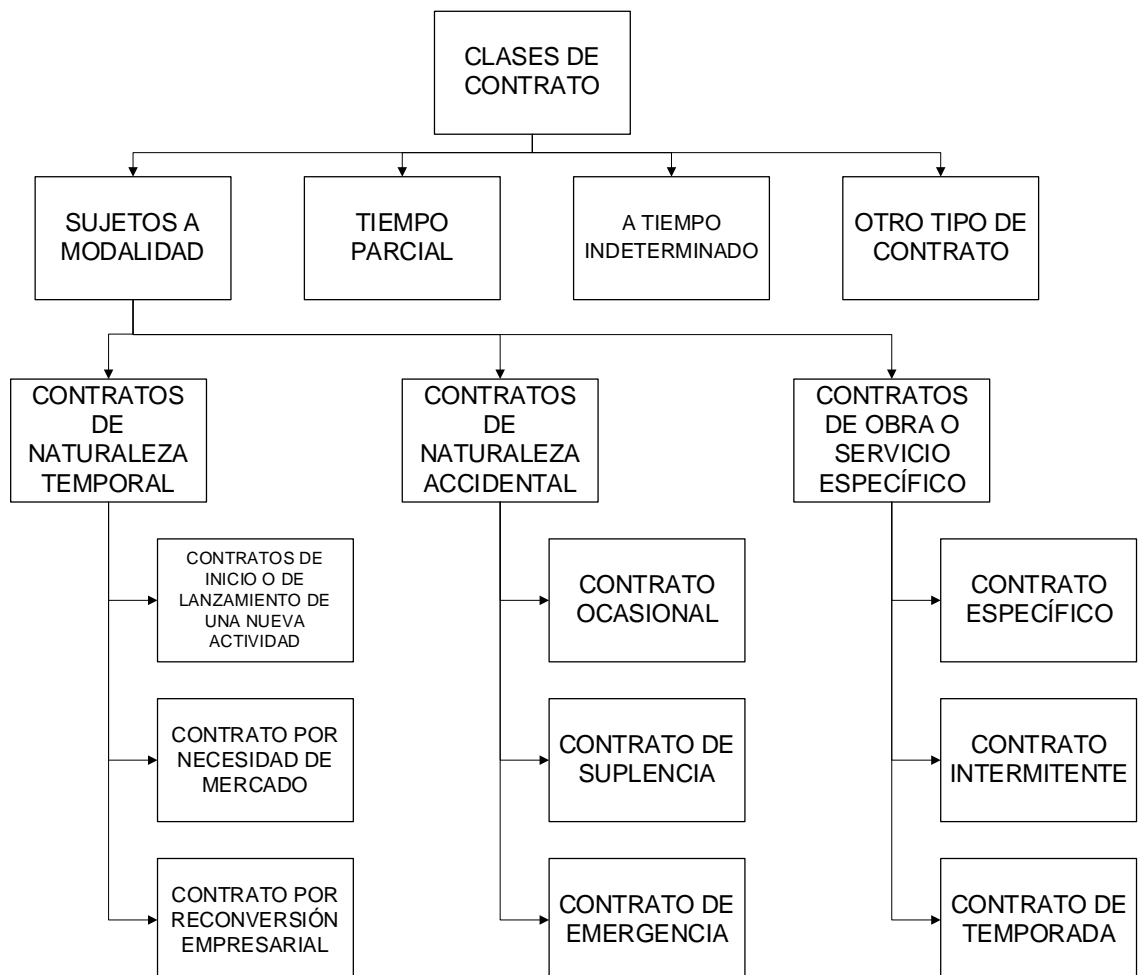 CLASES DE
CONTRATO
SUJETOS A
MODALIDAD
TIEMPO
PARCIAL
A TIEMPO
INDETERMINADO
OTRO TIPO DE
CONTRATO
CONTRATOS
DE
NATURALEZA
TEMPORAL
CONTRATOS
DE
NATURALEZA
ACCIDENTAL
CONTRATOS
DE OBRA O
SERVICIO
ESPECÍFICO
CONTRATOS DE
INICIO O DE
LANZAMIENTO DE
UNA NUEVA
ACTIVIDAD
CONTRATO
OCASIONAL
CONTRATO
ESPECÍFICO
CONTRATO POR
NECESIDAD DE
MERCADO
CONTRATO DE
SUPLENCIA
CONTRATO
INTERMITENTE
CONTRATO POR
RECONVERSIÓN
EMPRESARIAL
CONTRATO DE
EMERGENCIA
CONTRATO DE
TEMPORADA